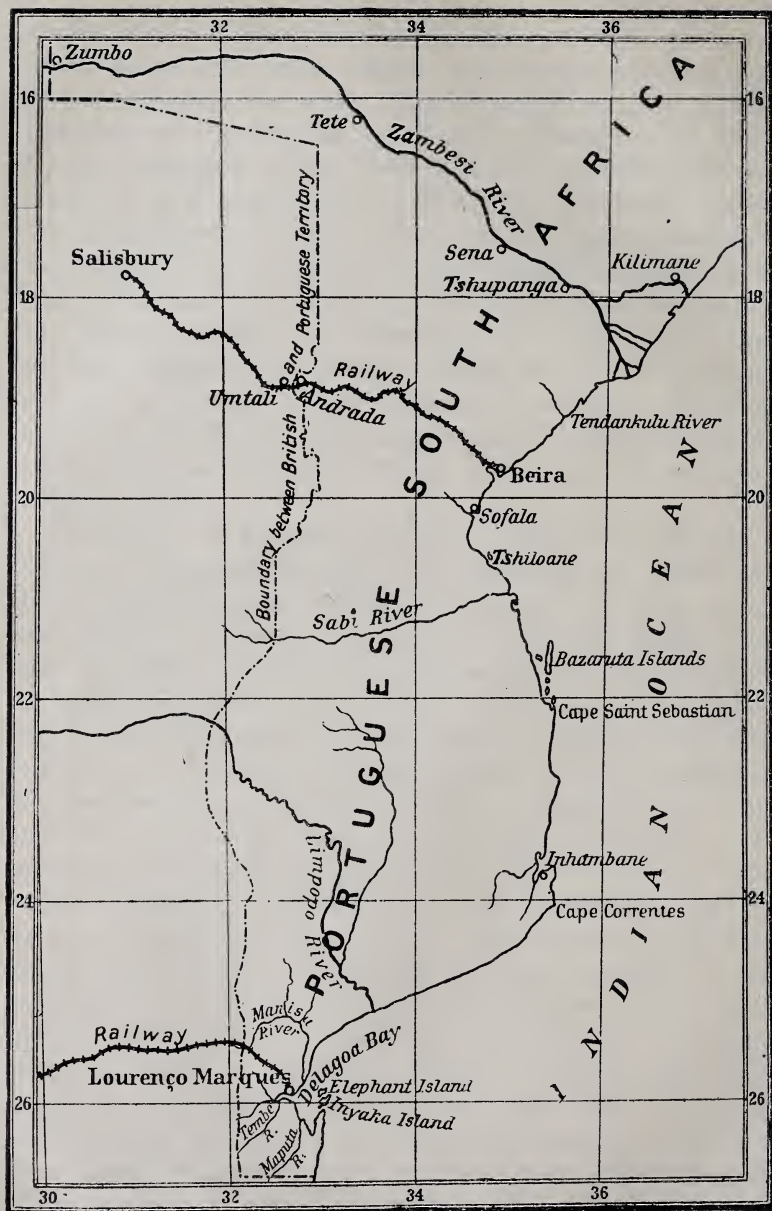 32 34 36
Zumbo
16 16
Tete
Zambesi River
PORTUGUESE SOUTH AFRICA
Salisbury
Sena
Kilimane
Tshupanga
18 18
Boundary between British and Portuguese Territory
Railway
Umtali
Andrada
Tendankulu River
Beira
20 20
Sofala
Tshiloane
Sabi River
INDIAN OCEAN
Bazaruta Islands
22 22
Cape Saint Sebastian
Limpopo River
Inhambane
24 24
Cape Correntes
Manisu
River
Railway
Delagoa Bay
Lourenço Marques
Elephant Island
26 26
Inyaka Island
Tembe
R.
Maputa
R.
30 32 34 36